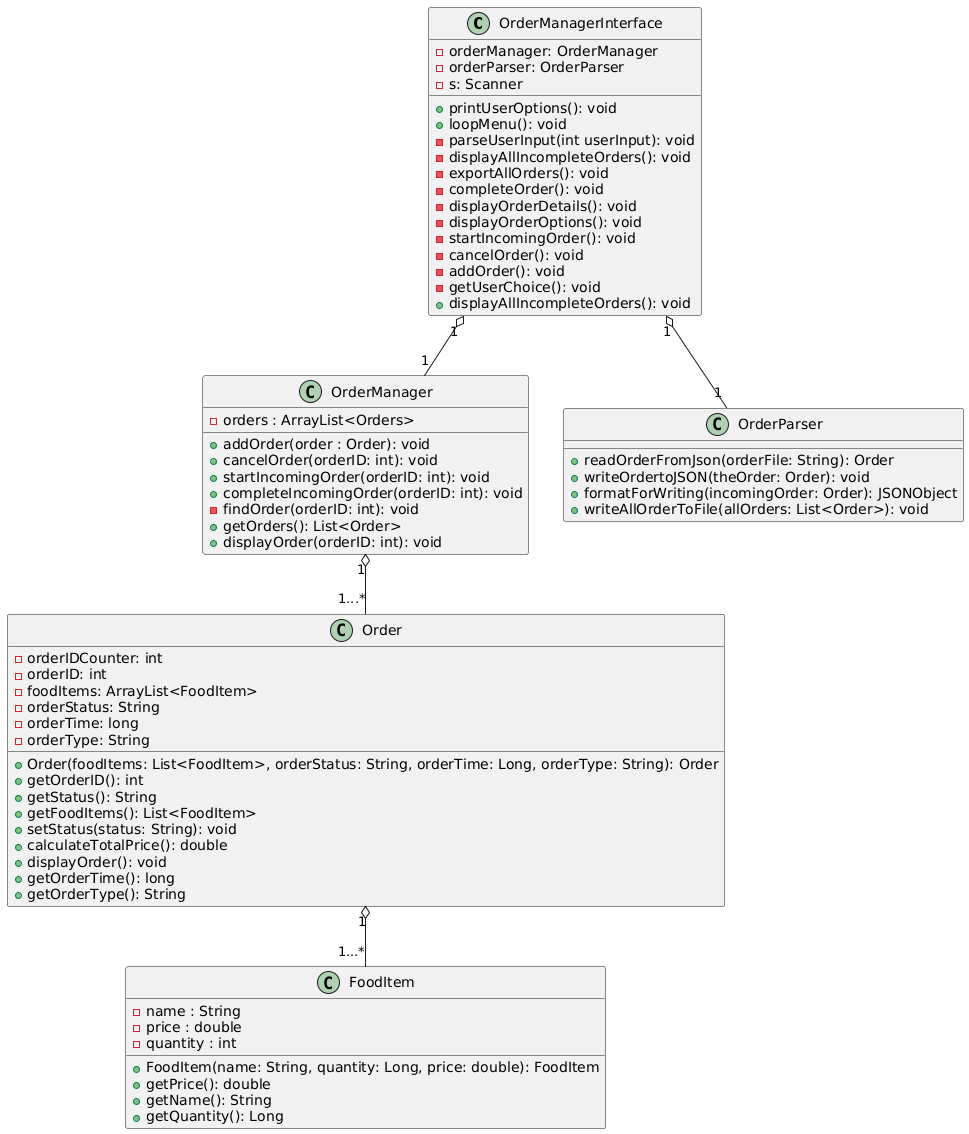 C OrderManagerInterface
orderManager: OrderManager
orderParser: OrderParser
s: Scanner
printUserOptions(): void
loopMenu(): void
parseUserInput(int userInput): void
displayAllIncompleteOrders(): void
exportAllOrders(): void
completeOrder(): void
displayOrderDetails(): void
displayOrderOptions(): void
startIncomingOrder(): void
cancelOrder(): void
addOrder(): void
getUserChoice(): void
displayAllIncompleteOrders(): void
1
1
1
1
C OrderManager
orders : ArrayList<Orders>
addOrder(order : Order): void
cancelOrder(orderID: int): void
startIncomingOrder(orderID: int): void
completeIncomingOrder(orderID: int): void
findOrder(orderID: int): void
getOrders(): List<Order>
displayOrder(orderID: int): void
C OrderParser
readOrderFromJson(orderFile: String): Order
writeOrdertoJSON(theOrder: Order): void
formatForWriting(incomingOrder: Order): JSONObject
writeAllOrderToFile(allOrders: List<Order>): void
1
1...*
C Order
orderIDCounter: int
orderID: int
foodItems: ArrayList<FoodItem>
orderStatus: String
orderTime: long
orderType: String
Order(foodItems: List<FoodItem>, orderStatus: String, orderTime: Long, orderType: String): Order
getOrderID(): int
getStatus(): String
getFoodItems(): List<FoodItem>
setStatus(status: String): void
calculateTotalPrice(): double
displayOrder(): void
getOrderTime(): long
getOrderType(): String
1
1...*
C FoodItem
name : String
price : double
quantity : int
FoodItem(name: String, quantity: Long, price: double): FoodItem
getPrice(): double
getName(): String
getQuantity(): Long